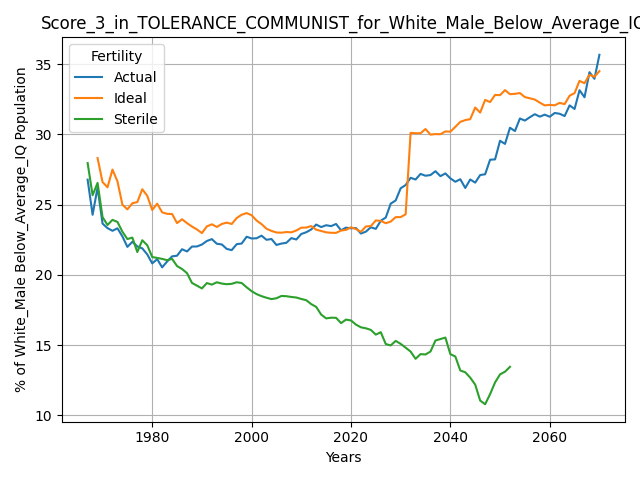 Score_3_in_TOLERANCE_COMMUNIST_for_White_Male_Below_Average_IQ
% of White_Male Below_Average_IQ Population
Fertility
Actual
Ideal
Sterile
35
30
25
20
15
10
1980
2000
2020
2040
2060
Years